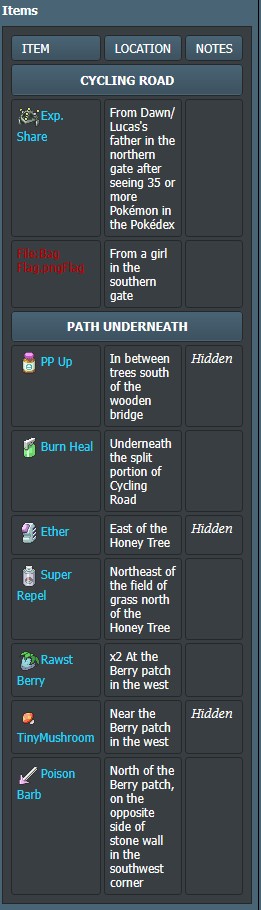 Items
ITEM
LOCATION
NOTES
CYCLING ROAD
Exp.
Share
From Dawn/
Lucas's
father in the
northern
gate after
seeing 35 or
more
Pokémon in
the Pokédex
File:Bag
Flag.pngFlag
From a girl
in the
southern
gate
PATH UNDERNEATH
PP Up
In between
trees south
of the
wooden
bridge
Hidden
Burn Heal
Underneath
the split
portion of
Cycling
Road
Ether
East of the
Honey Tree
Hidden
Super
Repel
Northeast of
the field of
grass north
of the
Honey Tree
Rawst
Berry
x2 At the
Berry patch
in the west
TinyMushroom
Near the
Berry patch
in the west
Hidden
Poison
Barb
North of the
Berry patch,
on the
opposite
side of
stone wall
in the
southwest
corner